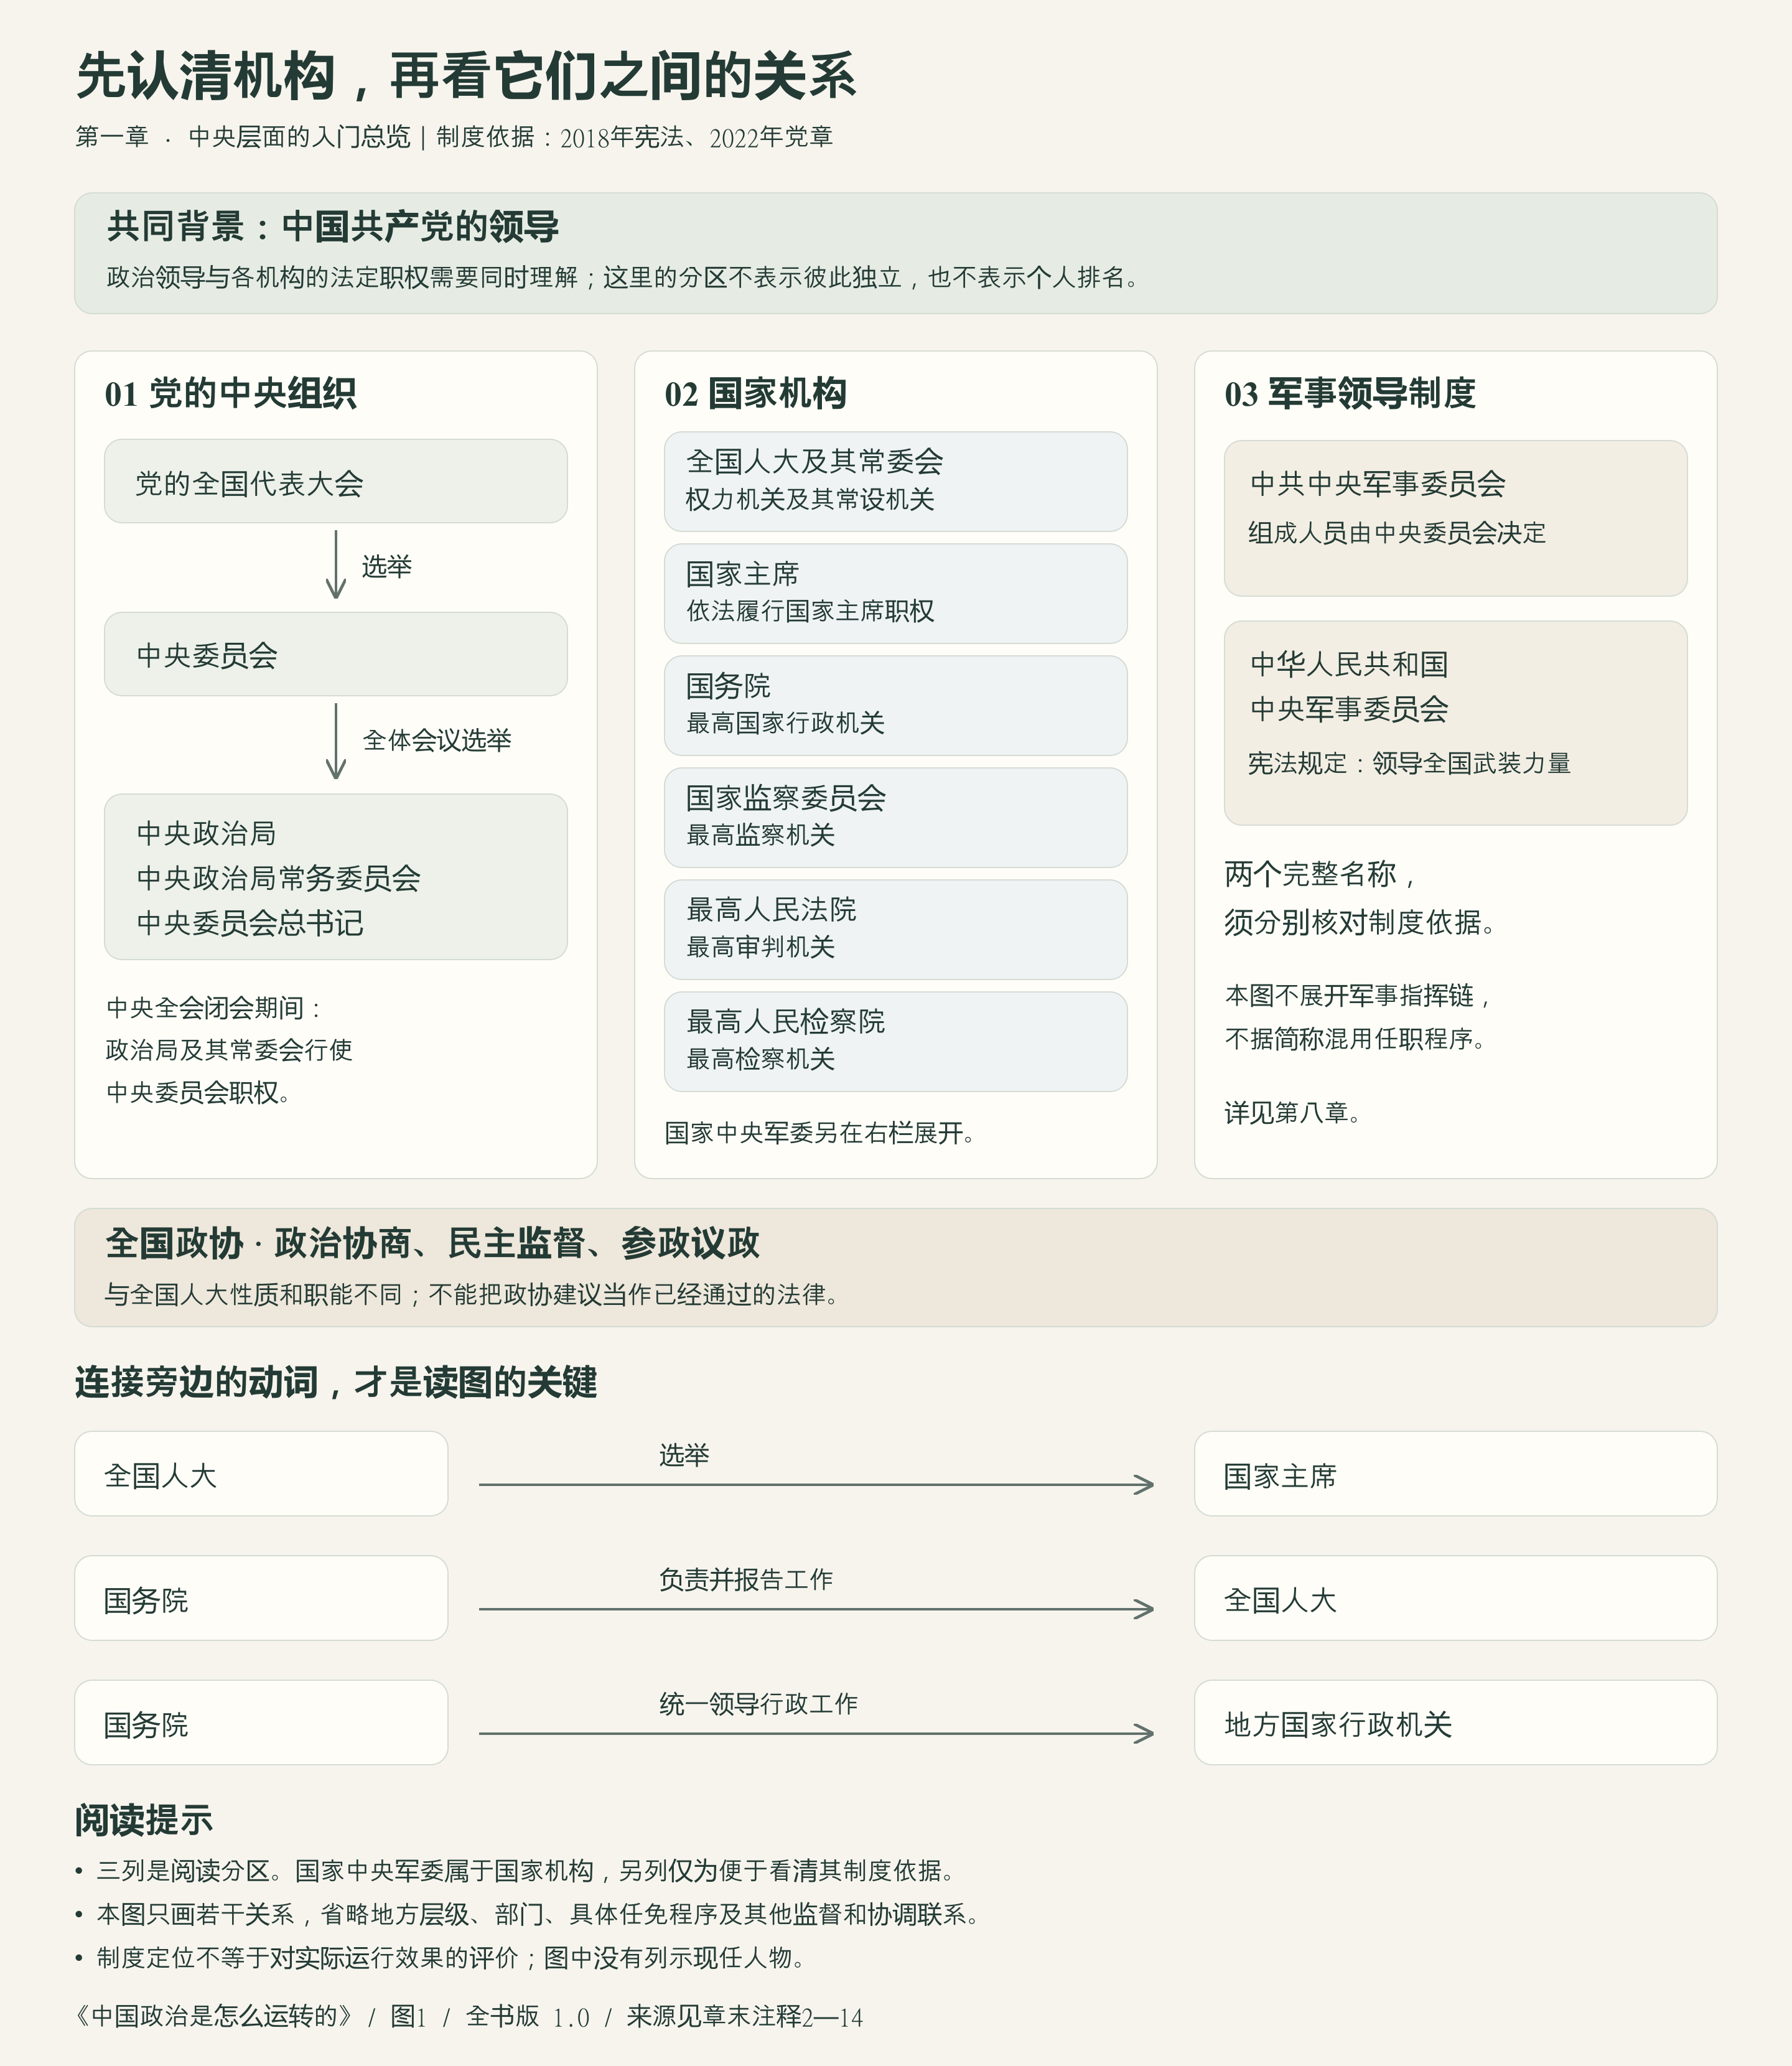 先认清机构，再看它们之间的关系
第一章 · 中央层面的入门总览｜制度依据：2018年宪法、2022年党章
共同背景：中国共产党的领导
政治领导与各机构的法定职权需要同时理解；这里的分区不表示彼此独立，也不表示个人排名。
01 党的中央组织
党的全国代表大会
选举
中央委员会
全体会议选举
中央政治局
中央政治局常务委员会
中央委员会总书记
中央全会闭会期间：
政治局及其常委会行使
中央委员会职权。
02 国家机构
全国人大及其常委会
权力机关及其常设机关
国家主席
依法履行国家主席职权
国务院
最高国家行政机关
国家监察委员会
最高监察机关
最高人民法院
最高审判机关
最高人民检察院
最高检察机关
国家中央军委另在右栏展开。
03 军事领导制度
中共中央军事委员会
组成人员由中央委员会决定
中华人民共和国
中央军事委员会
宪法规定：领导全国武装力量
两个完整名称，
须分别核对制度依据。
本图不展开军事指挥链，
不据简称混用任职程序。
详见第八章。
全国政协 · 政治协商、民主监督、参政议政
与全国人大性质和职能不同；不能把政协建议当作已经通过的法律。
连接旁边的动词，才是读图的关键
全国人大
选举
国家主席
国务院
负责并报告工作
全国人大
国务院
统一领导行政工作
地方国家行政机关
阅读提示
• 三列是阅读分区。国家中央军委属于国家机构，另列仅为便于看清其制度依据。
• 本图只画若干关系，省略地方层级、部门、具体任免程序及其他监督和协调联系。
• 制度定位不等于对实际运行效果的评价；图中没有列示现任人物。
《中国政治是怎么运转的》 / 图1 / 全书版 1.0 / 来源见章末注释2—14